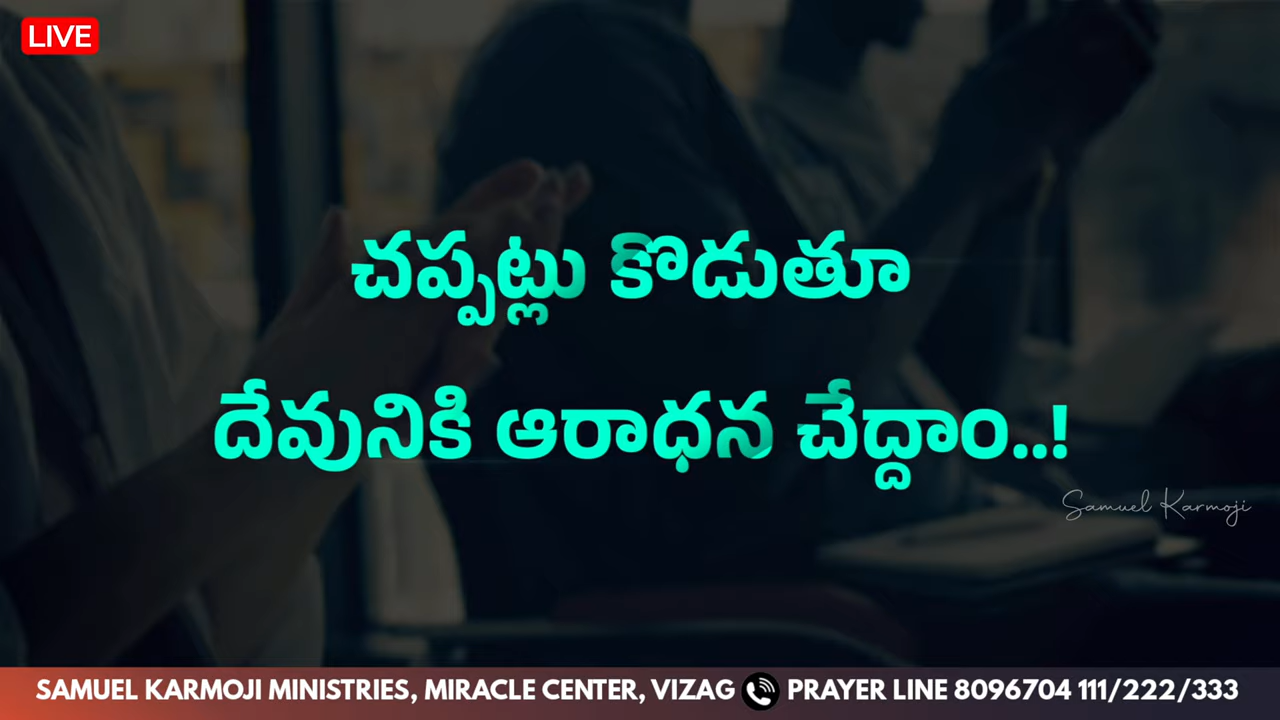 LIVE
చప్పట్లు కొడుతూ
దేవునికి ఆరాధన చేద్దాం..!
Samuel Karmoji
SAMUEL KARMOJI MINISTRIES, MIRACLE CENTER, VIZAG PRAYER LINE 8096704 111/222/333